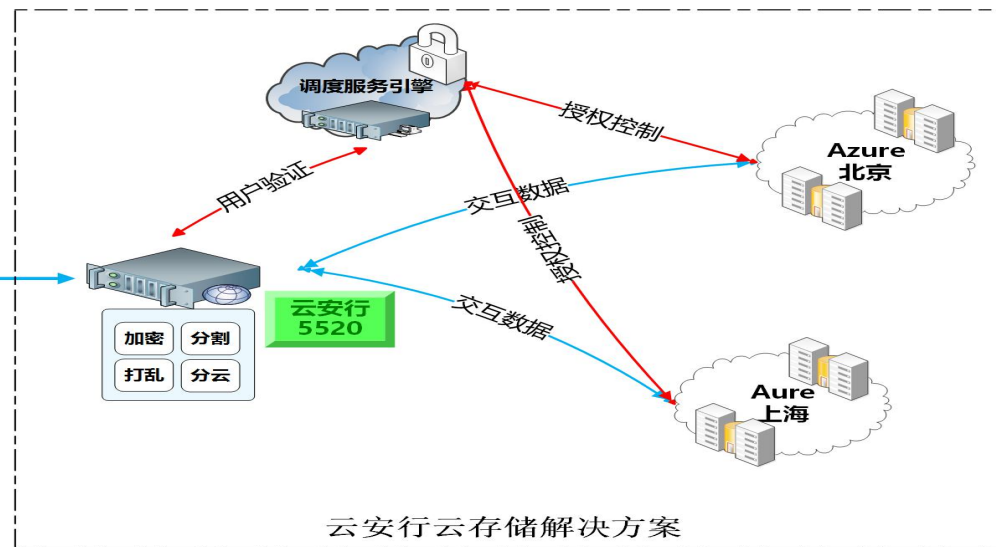 调度服务引擎
授权控制
Azure
北京
用户验证
交互数据
授权控制
云安行
5520
交互数据
加密
分割
打乱
分云
Aure
上海
云安行云存储解决方案